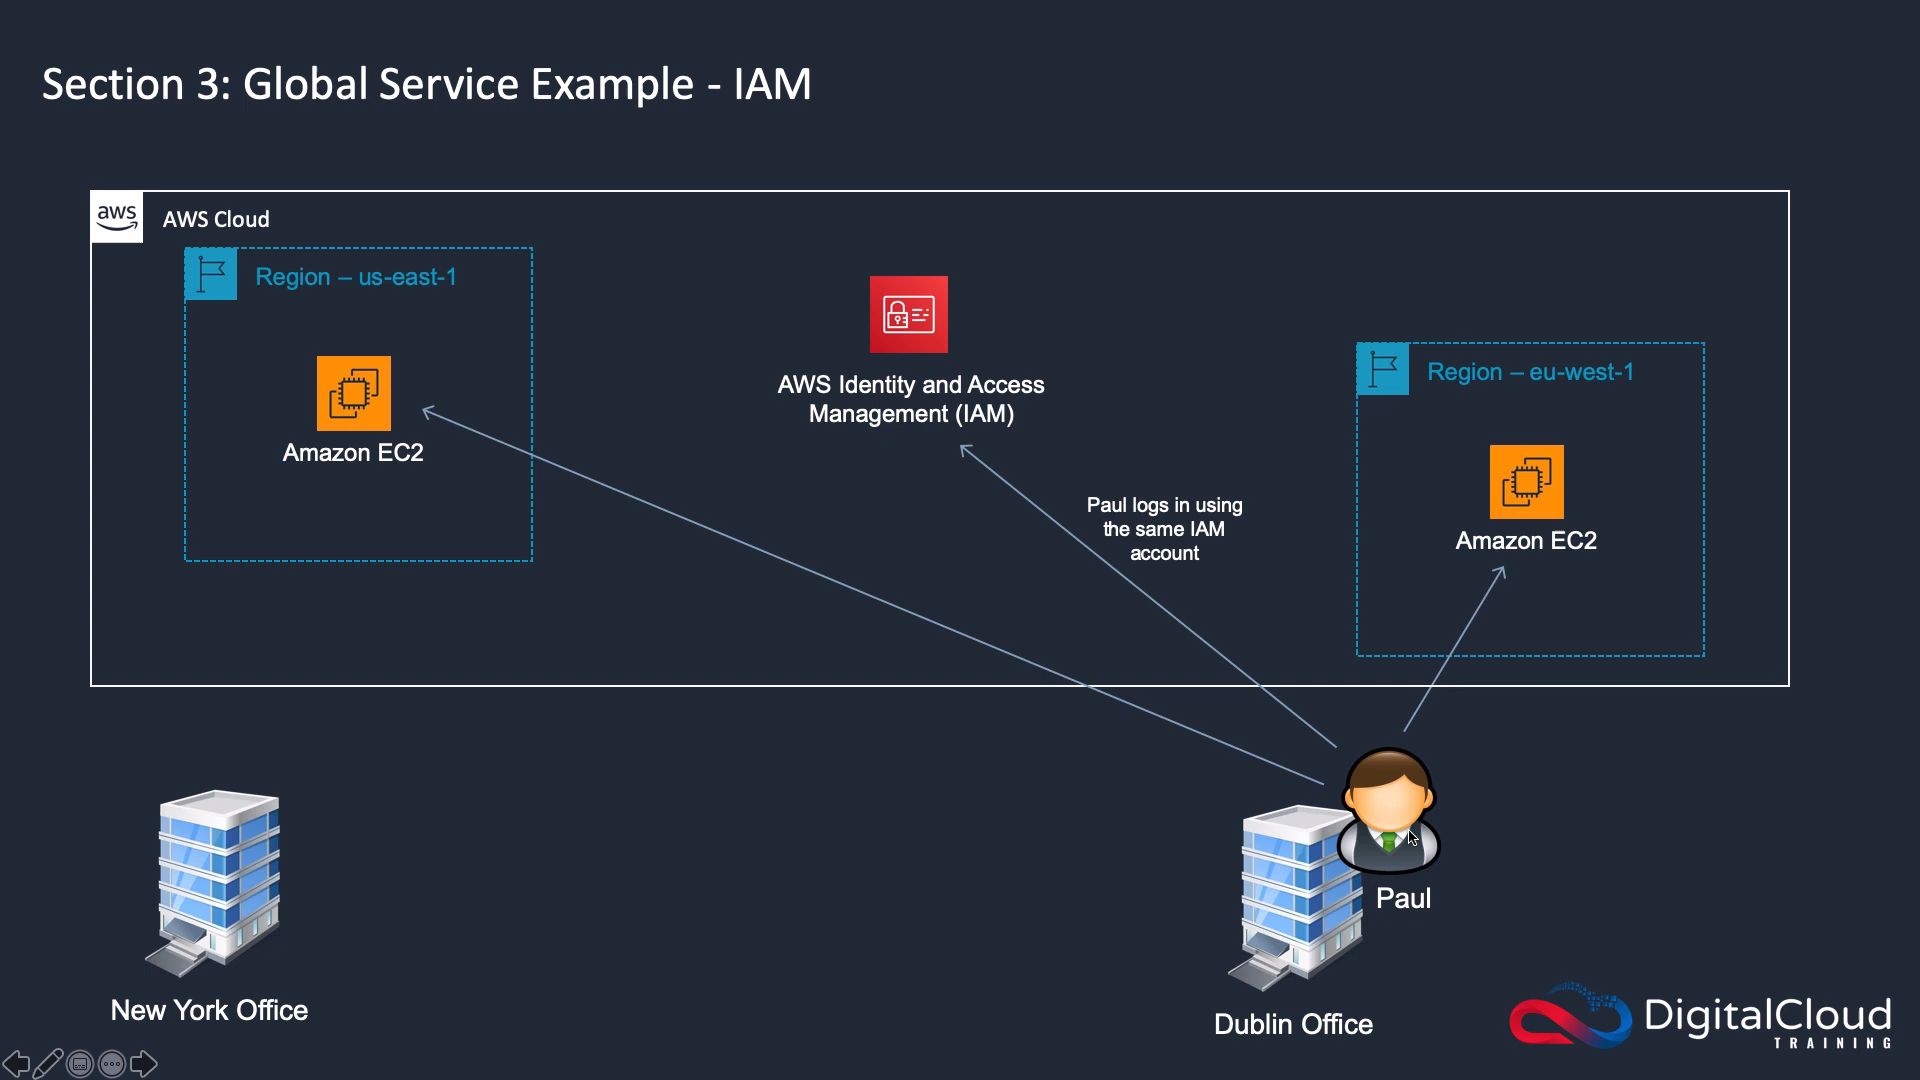 Section 3: Global Service Example - IAM
aws
AWS Cloud
Region – us-east-1
Amazon EC2
AWS Identity and Access
Management (IAM)
Region – eu-west-1
Amazon EC2
Paul logs in using
the same IAM
account
Paul
New York Office
Dublin Office
DigitalCloud
TRAINING